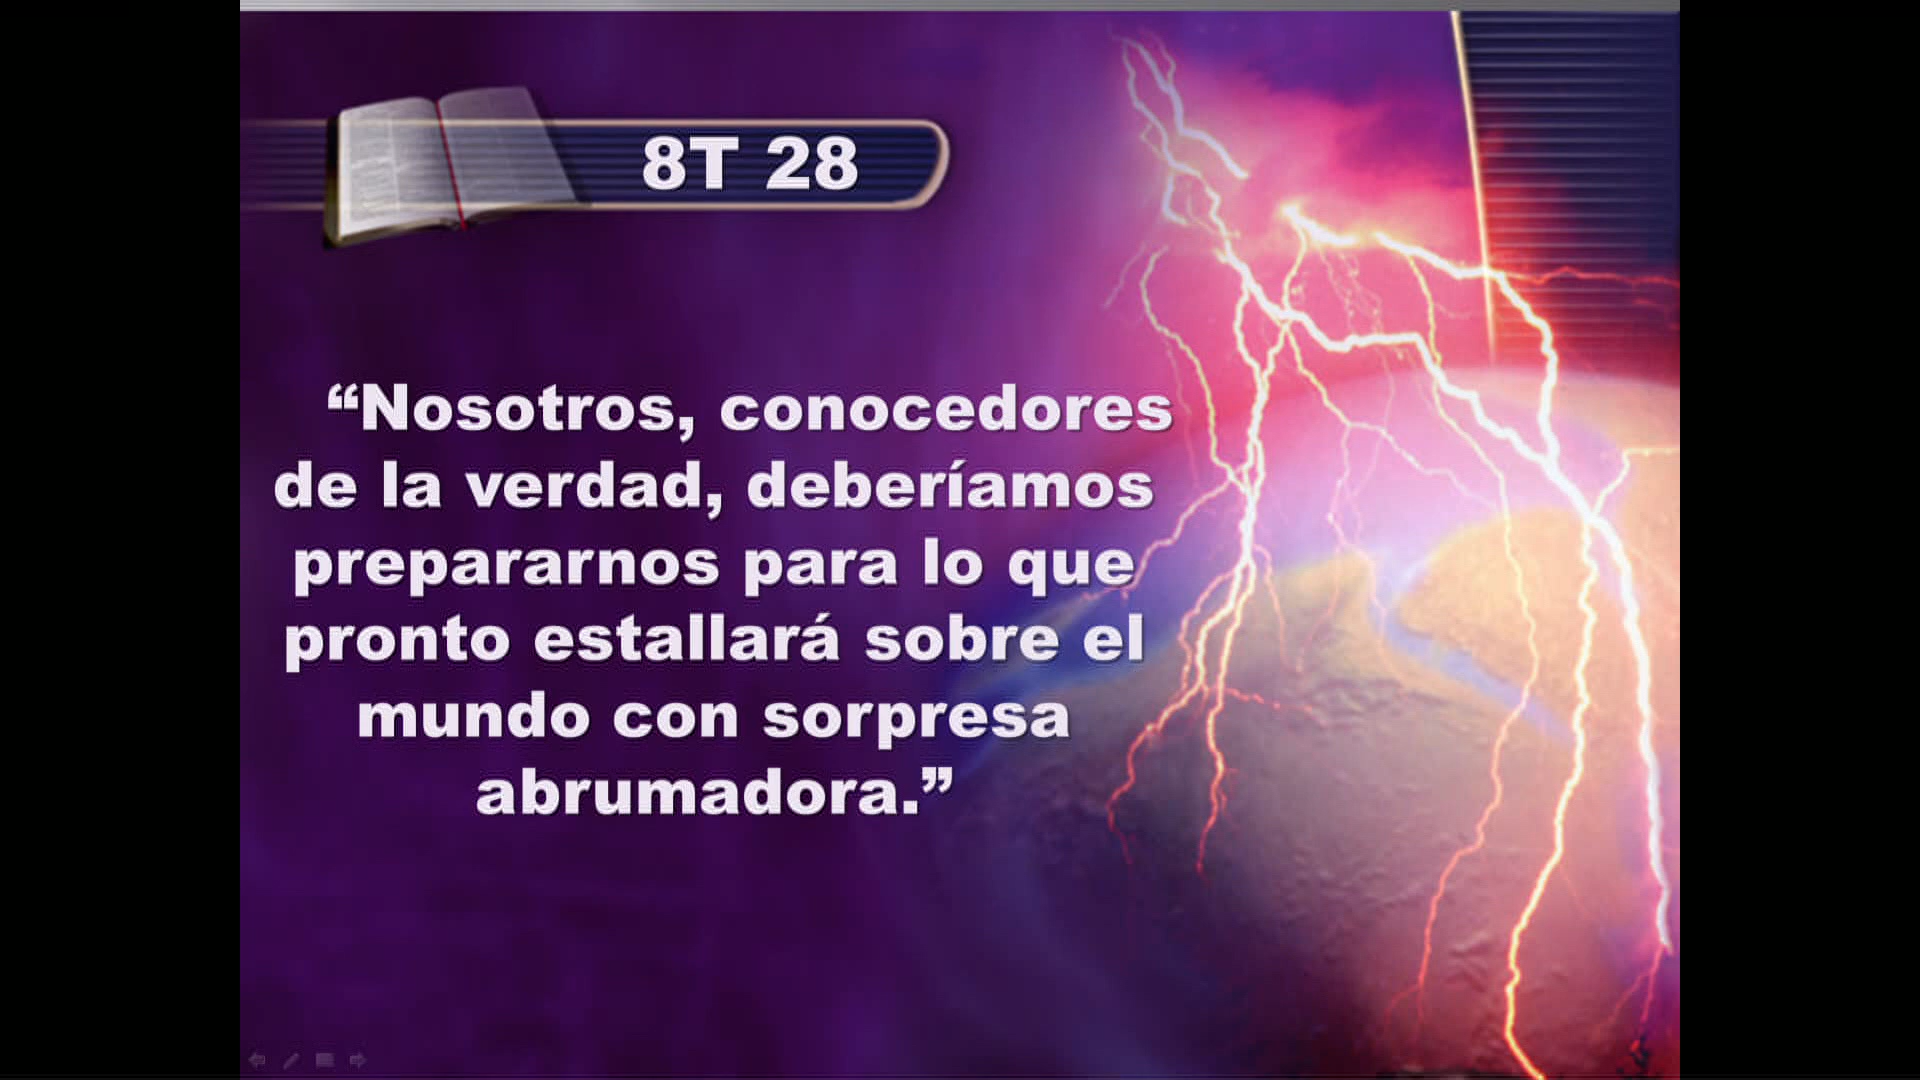 8T 28
“Nosotros, conocedores
de la verdad, deberíamos
prepararnos para lo que
pronto estallará sobre el
mundo con sorpresa
abrumadora.”